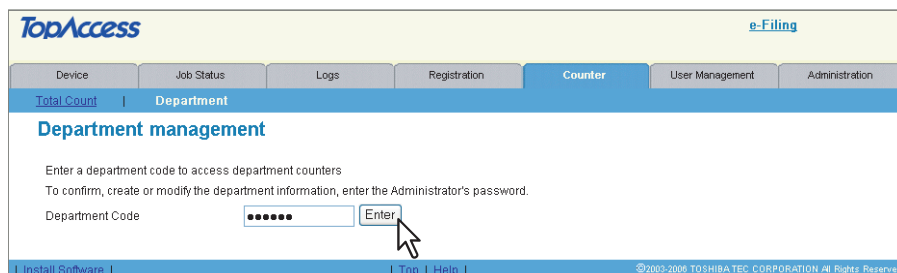 TopAccess
e-Filing
Device Job Status Logs Registration Counter User Management Administration
Total Count | Department
Department management
Enter a department code to access department counters
To confirm, create or modify the department information, enter the Administrator's password.
Department Code ●●●●●● Enter
| Install Software | | Top | Help | ©2003-2006 TOSHIBA TEC CORPORATION All Rights Reserve